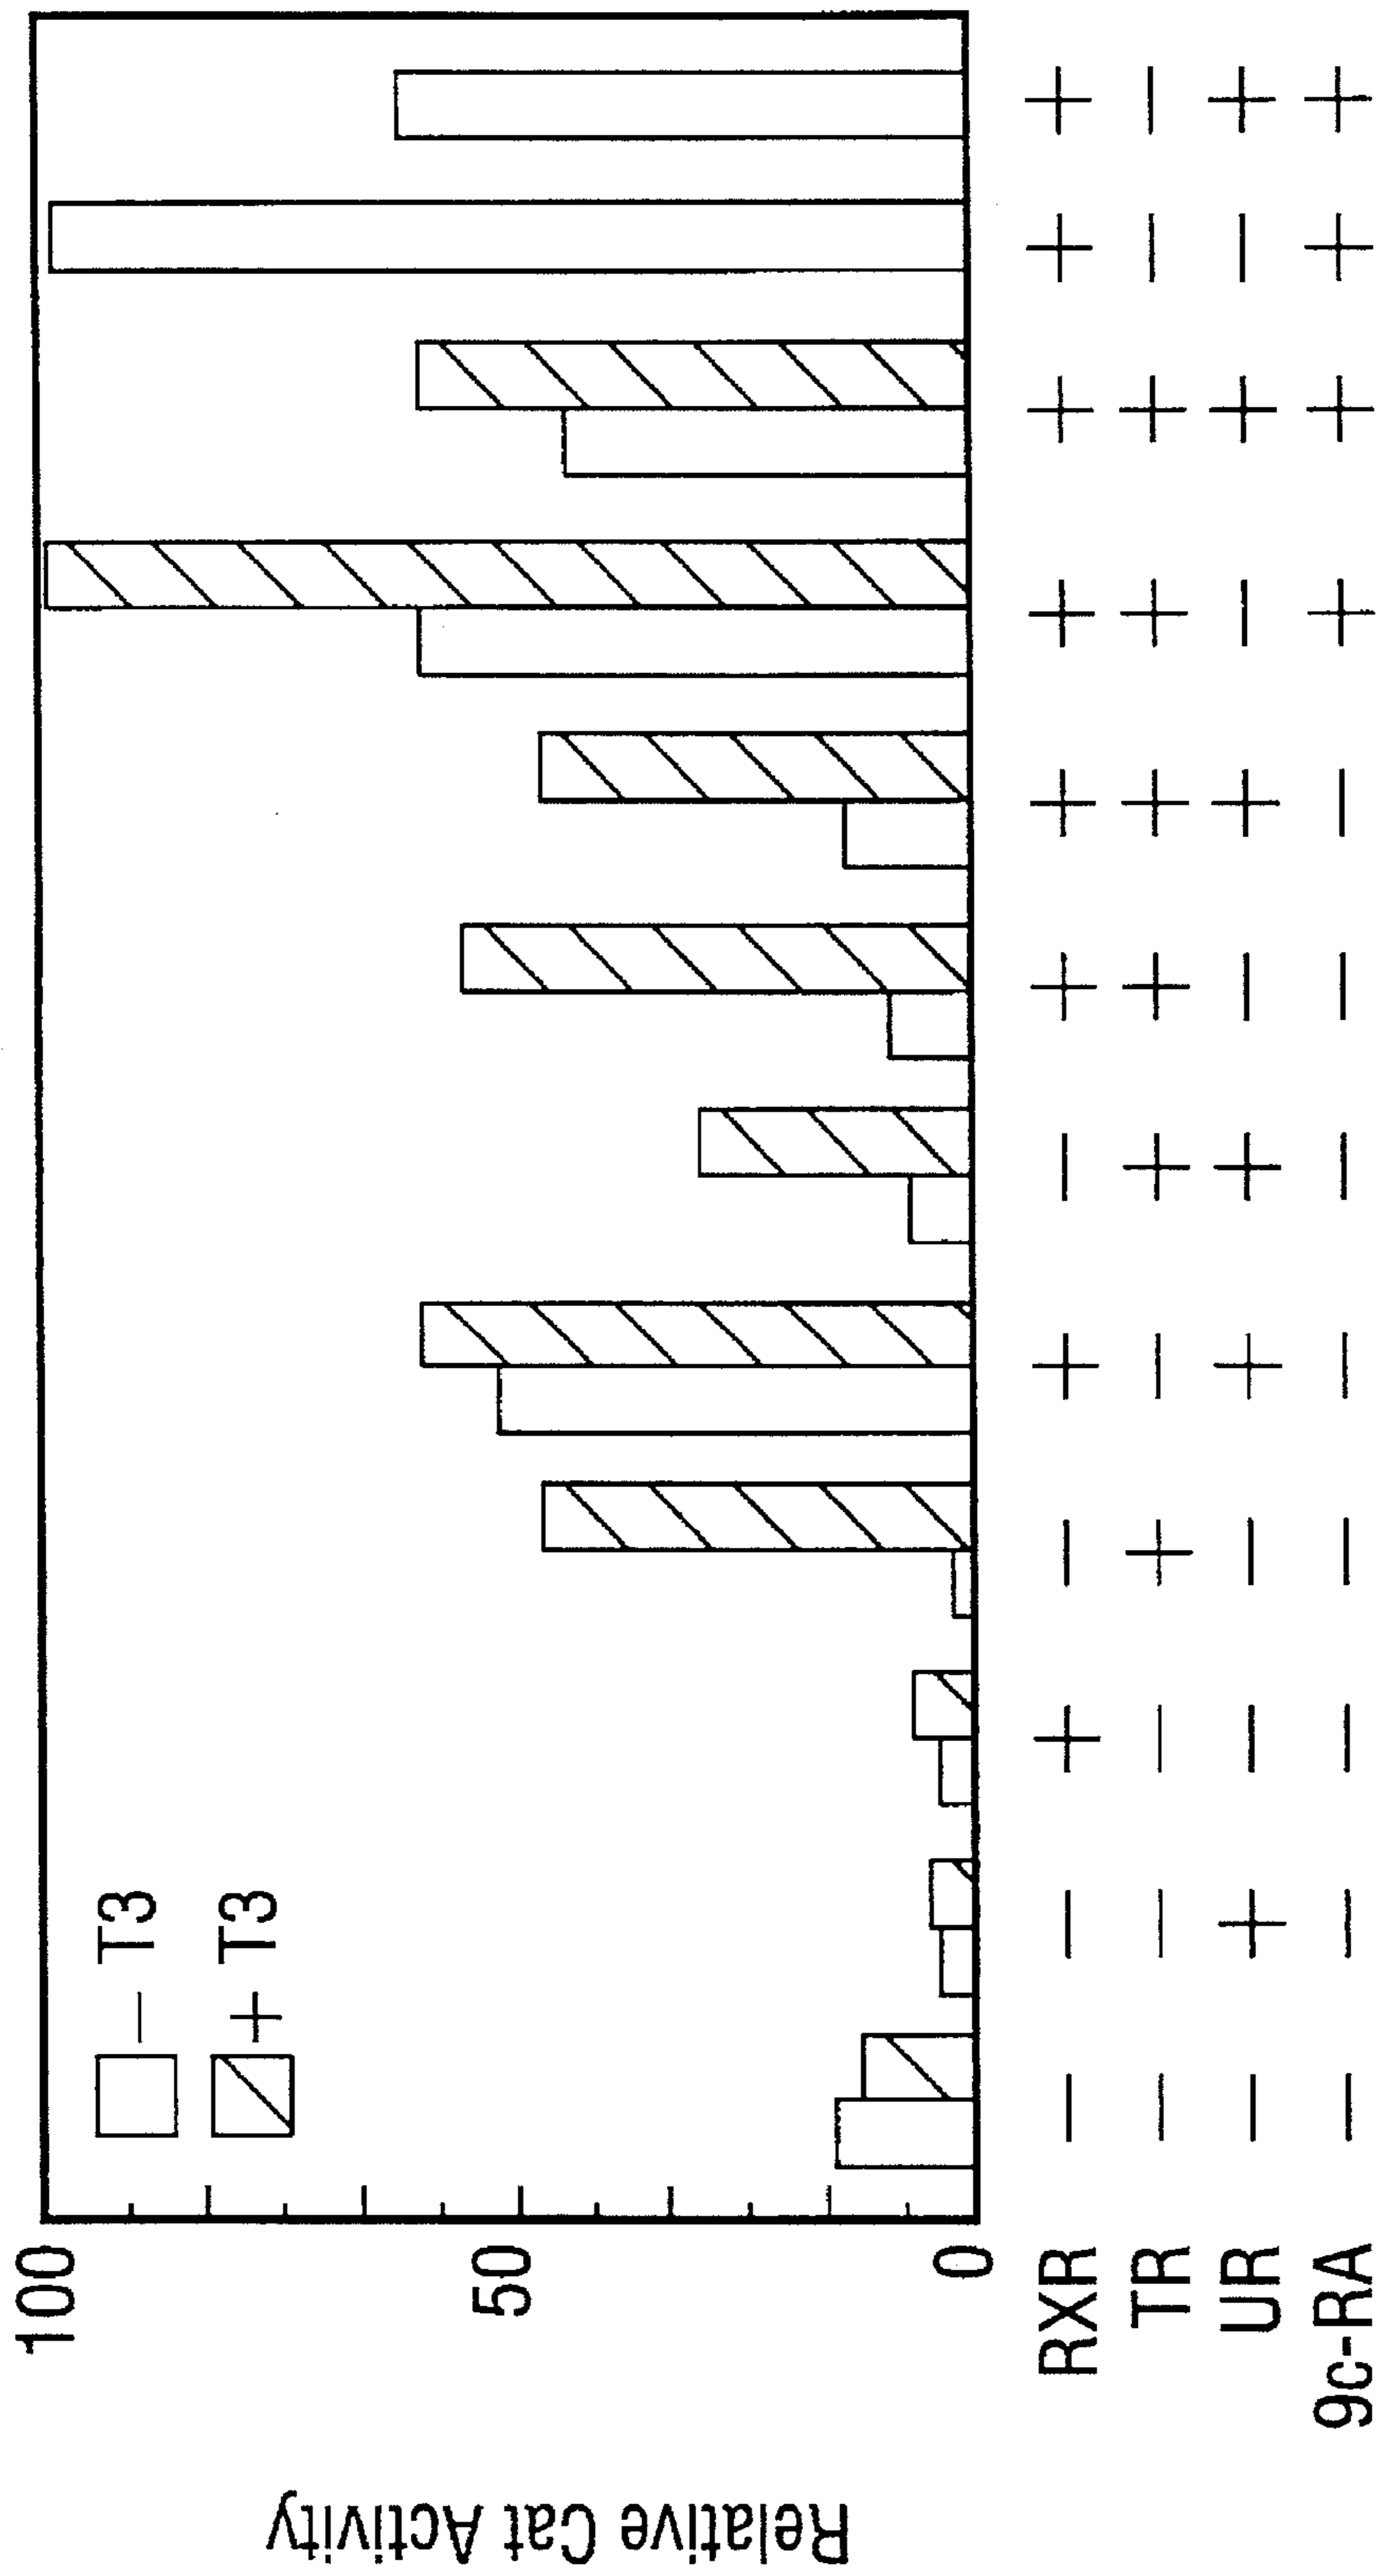 Relative Cat Activity
100
− T3
+ T3
50
0
RXR − − + − + − + + + + + +
TR − − − + − + + + + + − −
UR − + − − + + − + − + − +
9c-RA − − − − − − − − + + + +